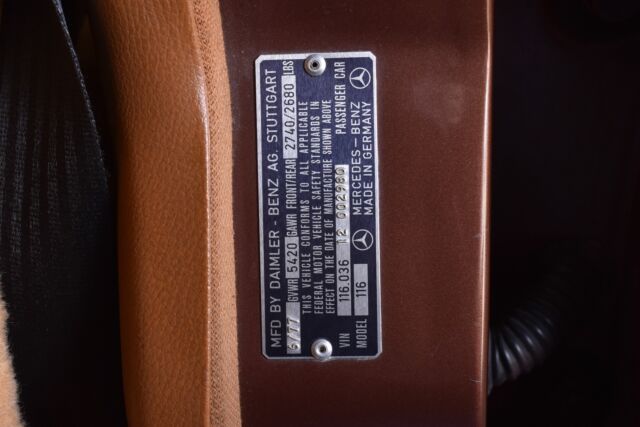 MFD BY DAIMLER - BENZ AG. STUTTGART
6/77 GVWR 5420 GAWR FRONT/REAR 2740/2680 LBS
THIS VEHICLE CONFORMS TO ALL APPLICABLE
FEDERAL MOTOR VEHICLE SAFETY STANDARDS IN
EFFECT ON THE DATE OF MANUFACTURE SHOWN ABOVE
VIN 116.036 12 002980 PASSENGER CAR
MODEL 116 MERCEDES-BENZ
MADE IN GERMANY